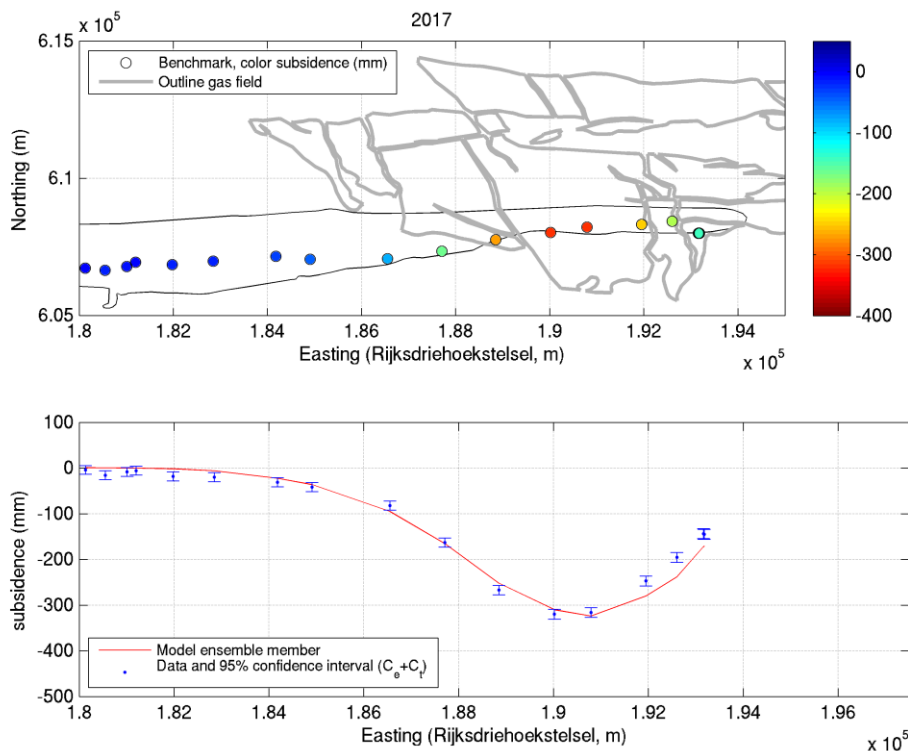 2017
x 10^5
6.15
6.1
6.05
Northing (m)
Benchmark, color subsidence (mm)
Outline gas field
0
-100
-200
-300
-400
1.8 1.82 1.84 1.86 1.88 1.9 1.92 1.94
Easting (Rijksdriehoekstelsel, m)
x 10^5
100
0
-100
-200
-300
-400
-500
subsidence (mm)
Model ensemble member
Data and 95% confidence interval (C_e+C_t)
1.8 1.82 1.84 1.86 1.88 1.9 1.92 1.94 1.96
Easting (Rijksdriehoekstelsel, m)
x 10^5